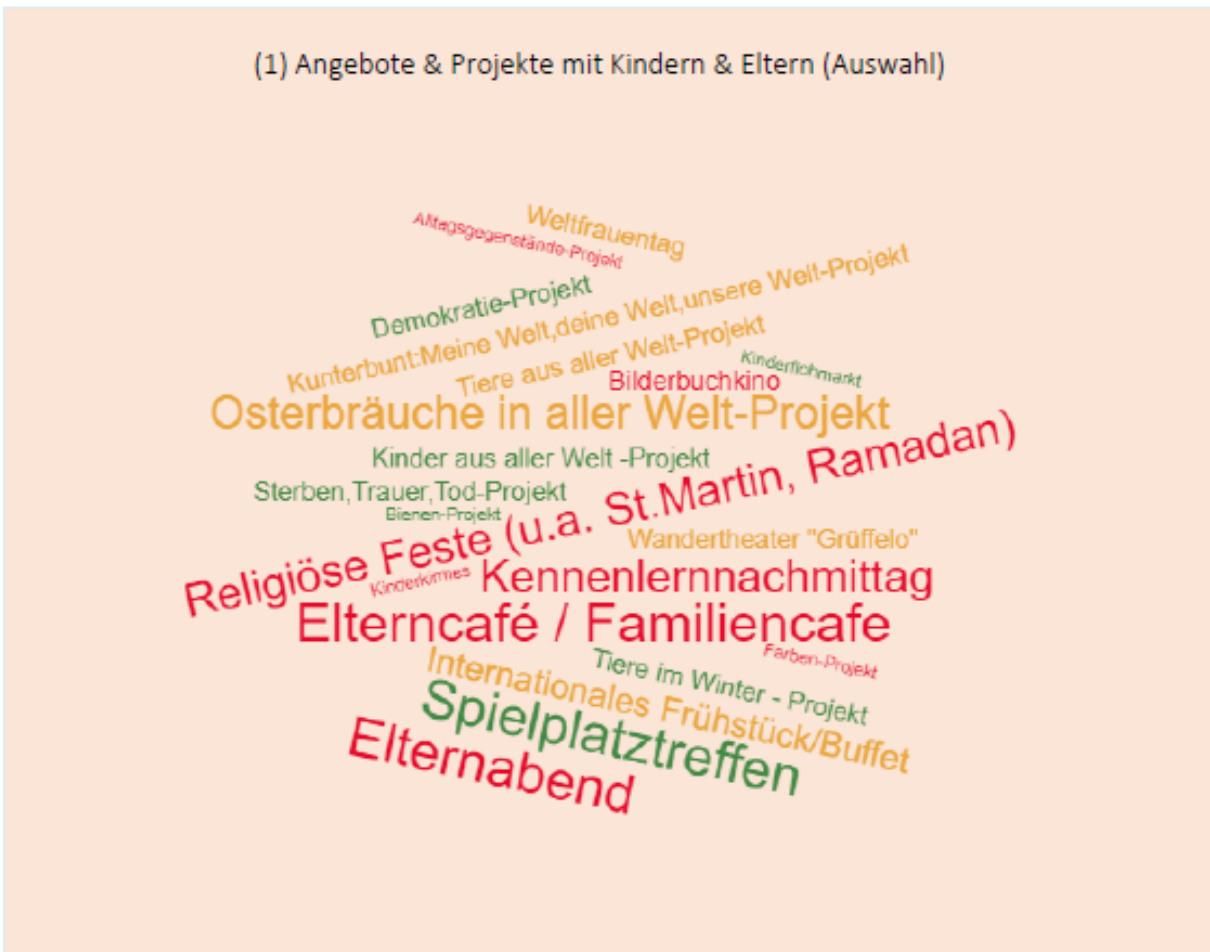 (1) Angebote & Projekte mit Kindern & Eltern (Auswahl)
Weltfrauentag
Alltagsgegenstände-Projekt
Demokratie-Projekt
Kunterbunt:Meine Welt,deine Welt,unsere Welt-Projekt
Tiere aus aller Welt-Projekt
Kinderflohmarkt
Bilderbuchkino
Osterbräuche in aller Welt-Projekt
Kinder aus aller Welt -Projekt
Sterben,Trauer,Tod-Projekt
Bienen-Projekt
Religiöse Feste (u.a. St.Martin, Ramadan)
Wandertheater "Grüffelo"
Kinderkirmes
Kennenlernnachmittag
Elterncafé / Familiencafe
Farben-Projekt
Tiere im Winter - Projekt
Internationales Frühstück/Buffet
Spielplatztreffen
Elternabend